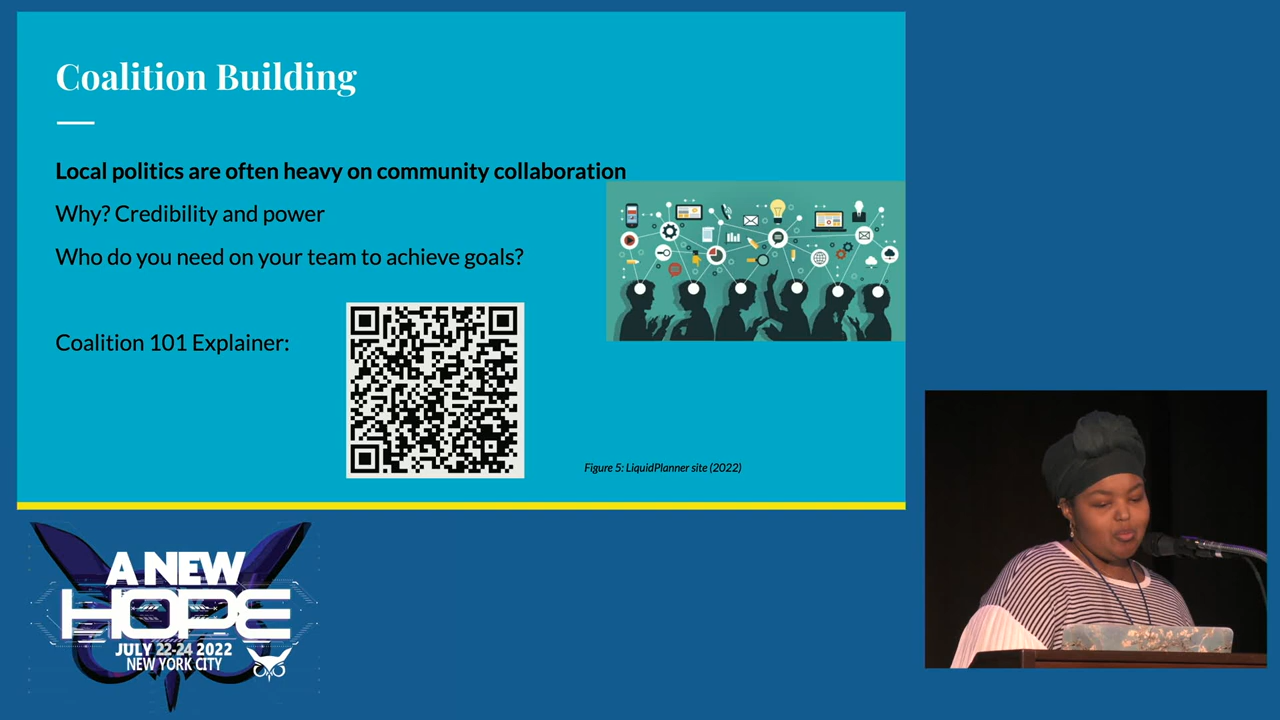 Coalition Building
Local politics are often heavy on community collaboration
Why? Credibility and power
Who do you need on your team to achieve goals?
Coalition 101 Explainer:
Figure 5: LiquidPlanner site (2022)
A NEW
HOPE
JULY 22-24 2022
NEW YORK CITY